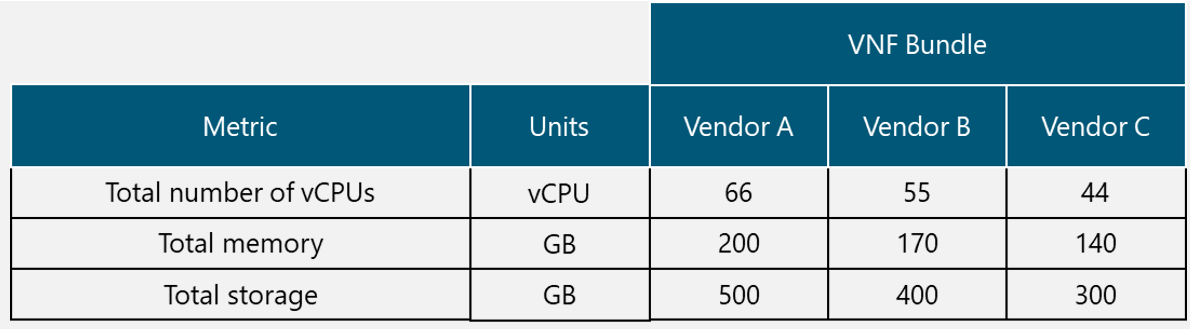 VNF Bundle
Metric Units Vendor A Vendor B Vendor C
Total number of vCPUs vCPU 66 55 44
Total memory GB 200 170 140
Total storage GB 500 400 300